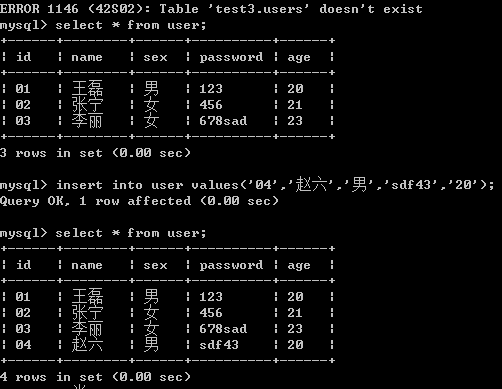 ERROR 1146 (42S02): Table 'test3.users' doesn't exist
mysql> select * from user;
+------+------+------+----------+------+
| id   | name | sex  | password | age  |
+------+------+------+----------+------+
| 01   | 王磊 | 男   | 123      | 20   |
| 02   | 张宁 | 女   | 456      | 21   |
| 03   | 李丽 | 女   | 678sad   | 23   |
+------+------+------+----------+------+
3 rows in set (0.00 sec)
mysql> insert into user values('04','赵六','男','sdf43','20');
Query OK, 1 row affected (0.00 sec)
mysql> select * from user;
+------+------+------+----------+------+
| id   | name | sex  | password | age  |
+------+------+------+----------+------+
| 01   | 王磊 | 男   | 123      | 20   |
| 02   | 张宁 | 女   | 456      | 21   |
| 03   | 李丽 | 女   | 678sad   | 23   |
| 04   | 赵六 | 男   | sdf43    | 20   |
+------+------+------+----------+------+
4 rows in set (0.00 sec)